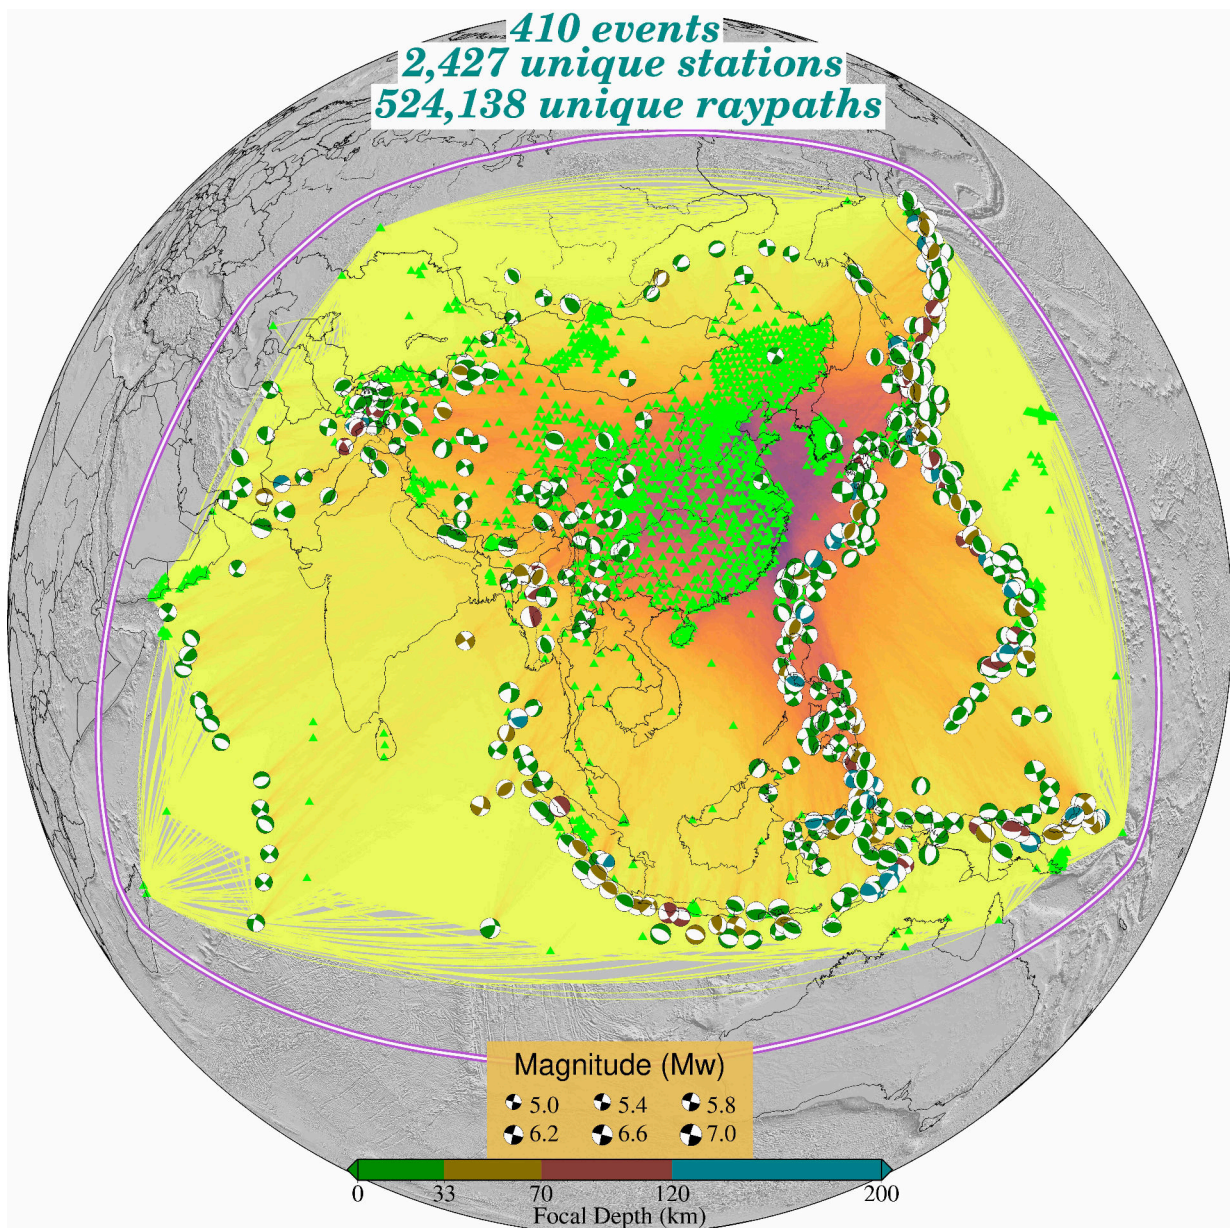 410 events
2,427 unique stations
524,138 unique raypaths
Magnitude (Mw)
5.0 5.4 5.8
6.2 6.6 7.0
0 33 70 120 200
Focal Depth (km)